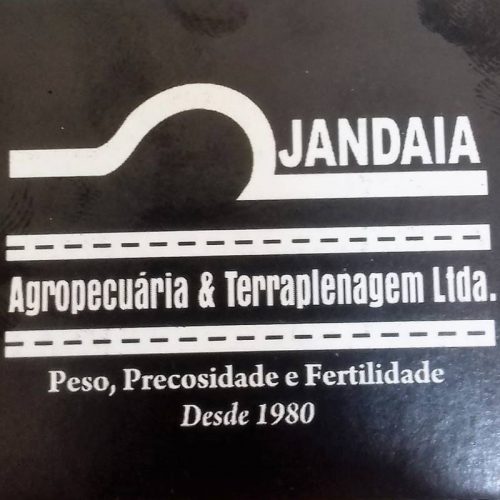 JANDAIA
Agropecuária & Terraplenagem Ltda.
Peso, Precosidade e Fertilidade
Desde 1980